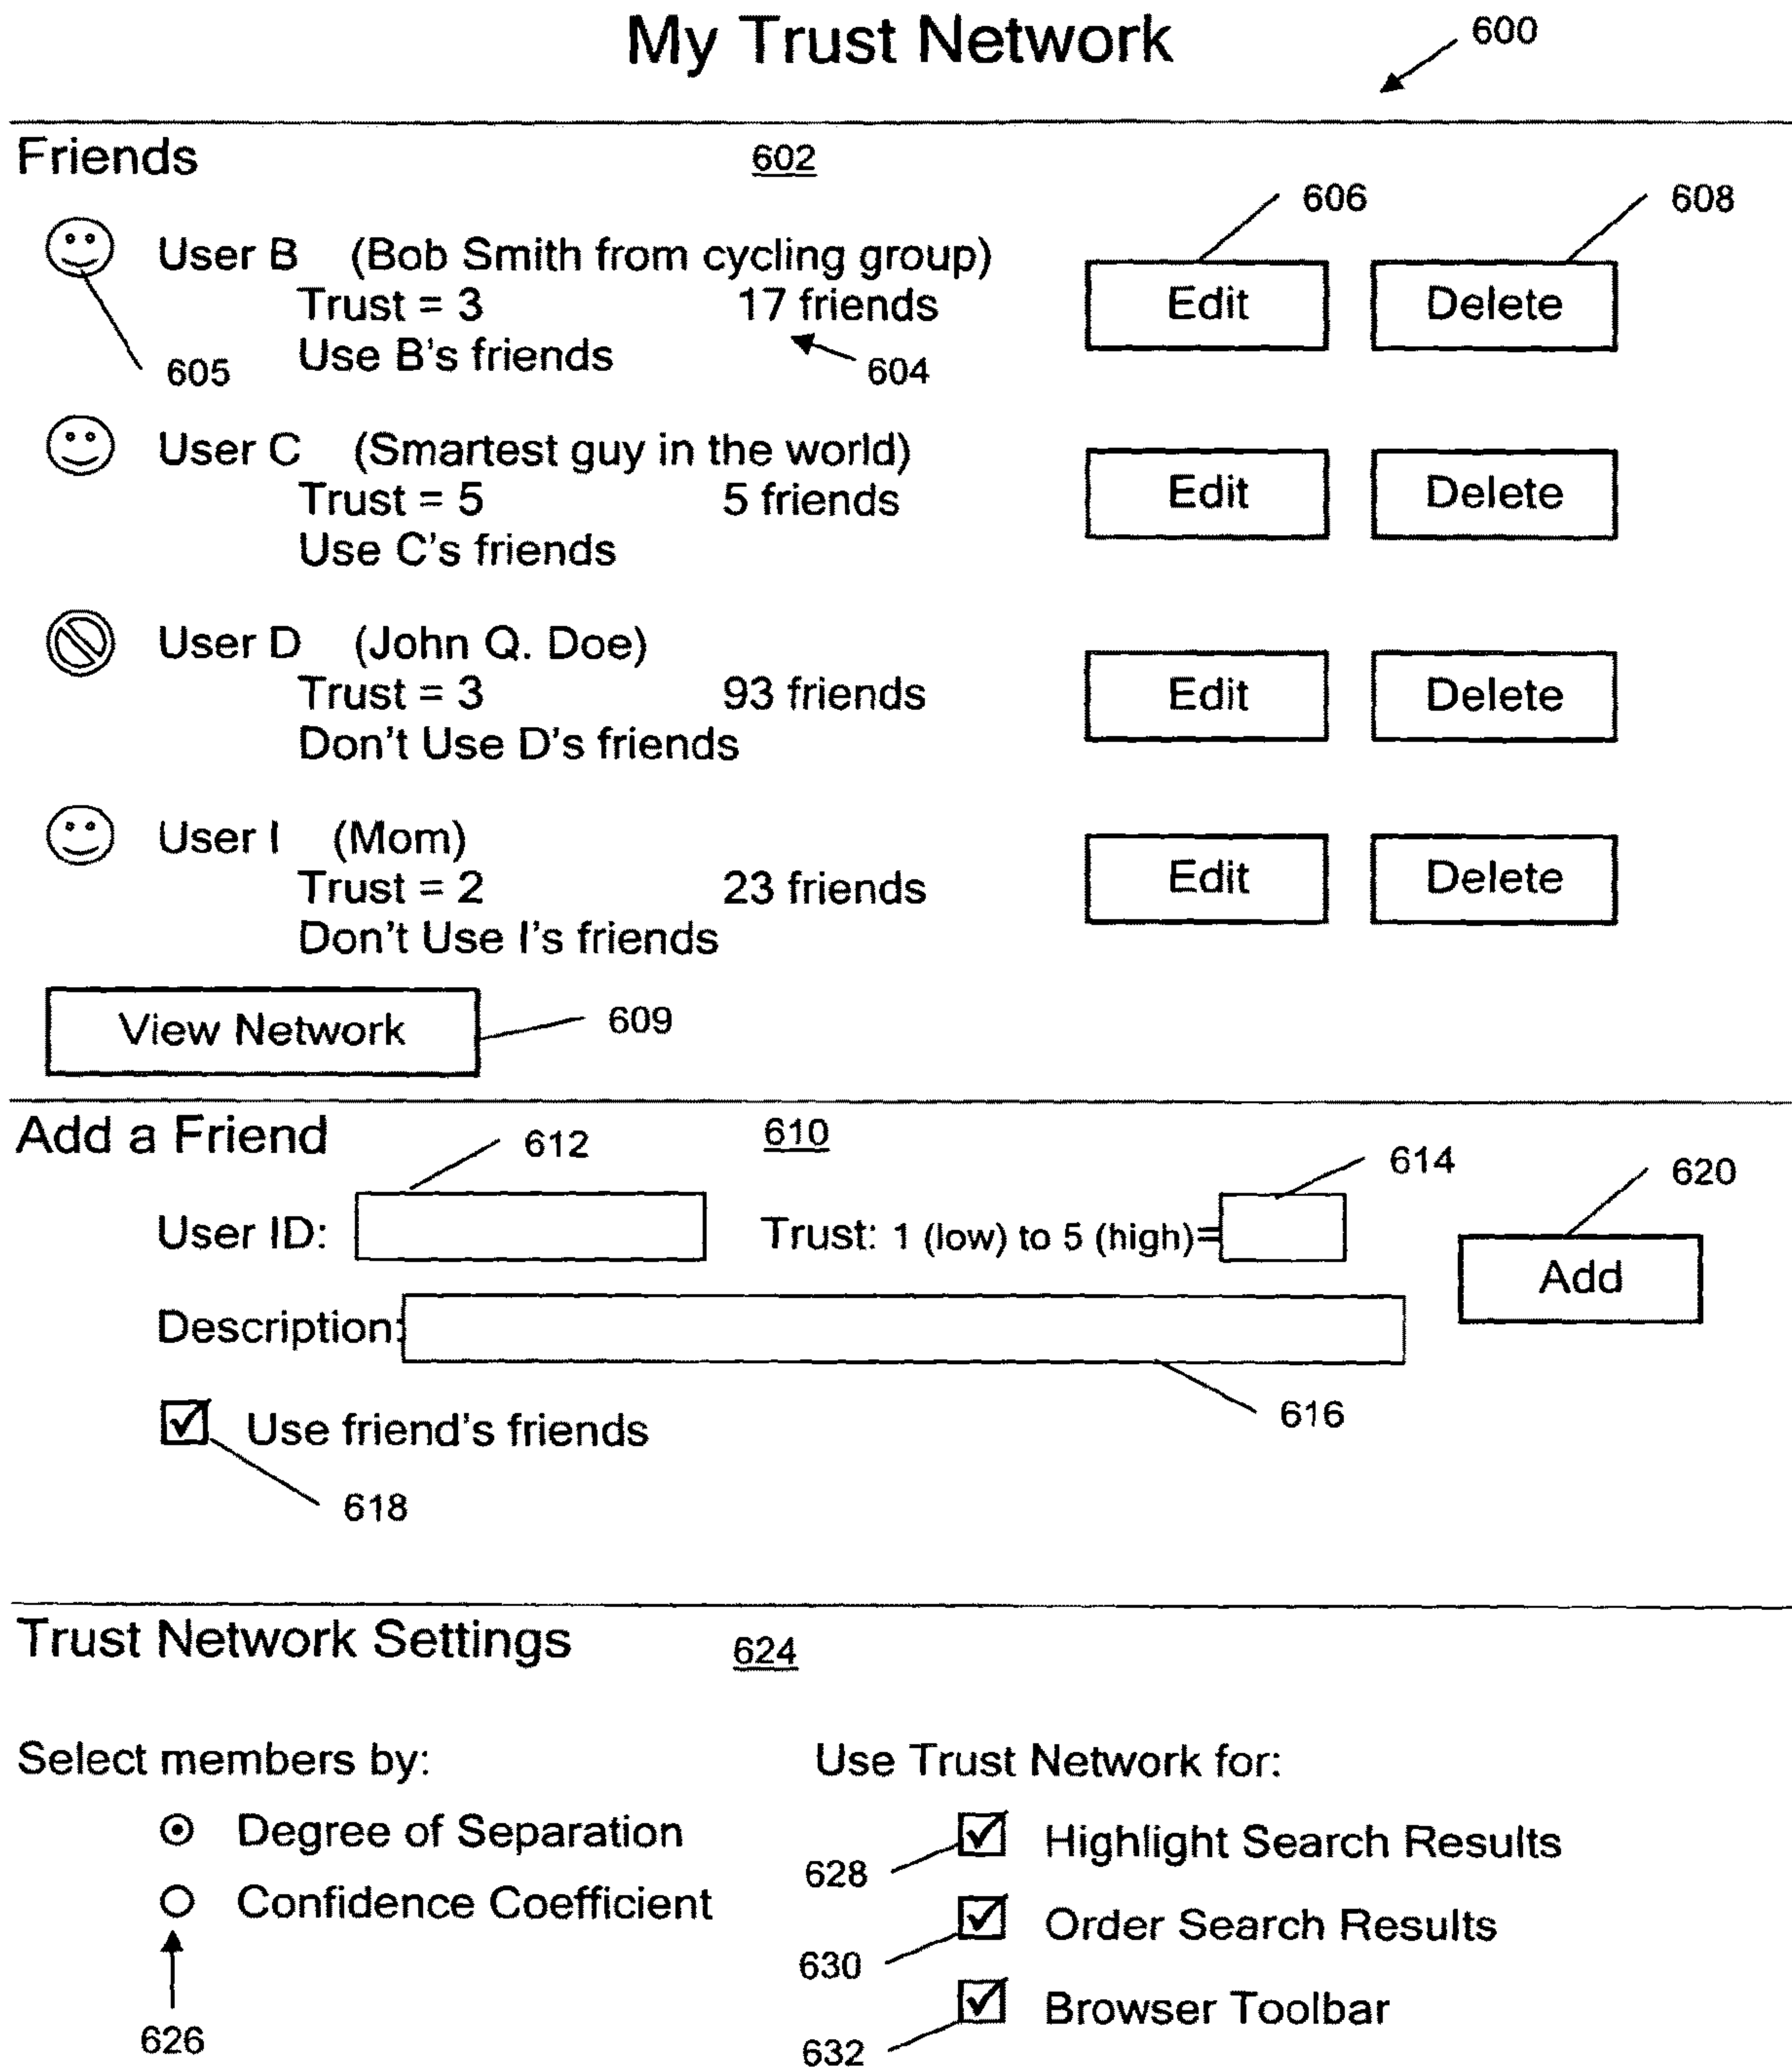 My Trust Network
600
Friends
602
606
608
User B (Bob Smith from cycling group)
Trust = 3 17 friends
Use B's friends
Edit
Delete
605
604
User C (Smartest guy in the world)
Trust = 5 5 friends
Use C's friends
Edit
Delete
User D (John Q. Doe)
Trust = 3 93 friends
Don't Use D's friends
Edit
Delete
User I (Mom)
Trust = 2 23 friends
Don't Use I's friends
Edit
Delete
View Network
609
Add a Friend
610
612
614
620
User ID:
Trust: 1 (low) to 5 (high)=
Add
Description:
616
Use friend's friends
618
Trust Network Settings
624
Select members by:
Degree of Separation
Confidence Coefficient
626
Use Trust Network for:
Highlight Search Results
628
Order Search Results
630
Browser Toolbar
632